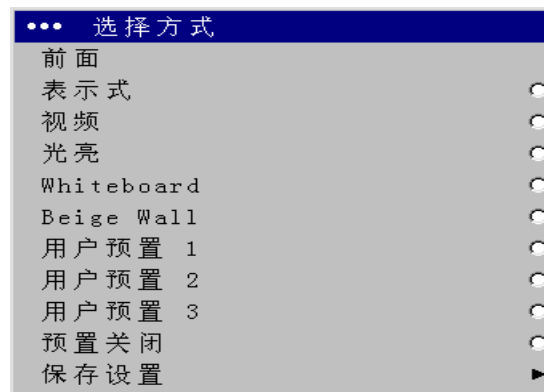 ••• 选择方式
前面
表示式
视频
光亮
Whiteboard
Beige Wall
用户预置 1
用户预置 2
用户预置 3
预置关闭
保存设置